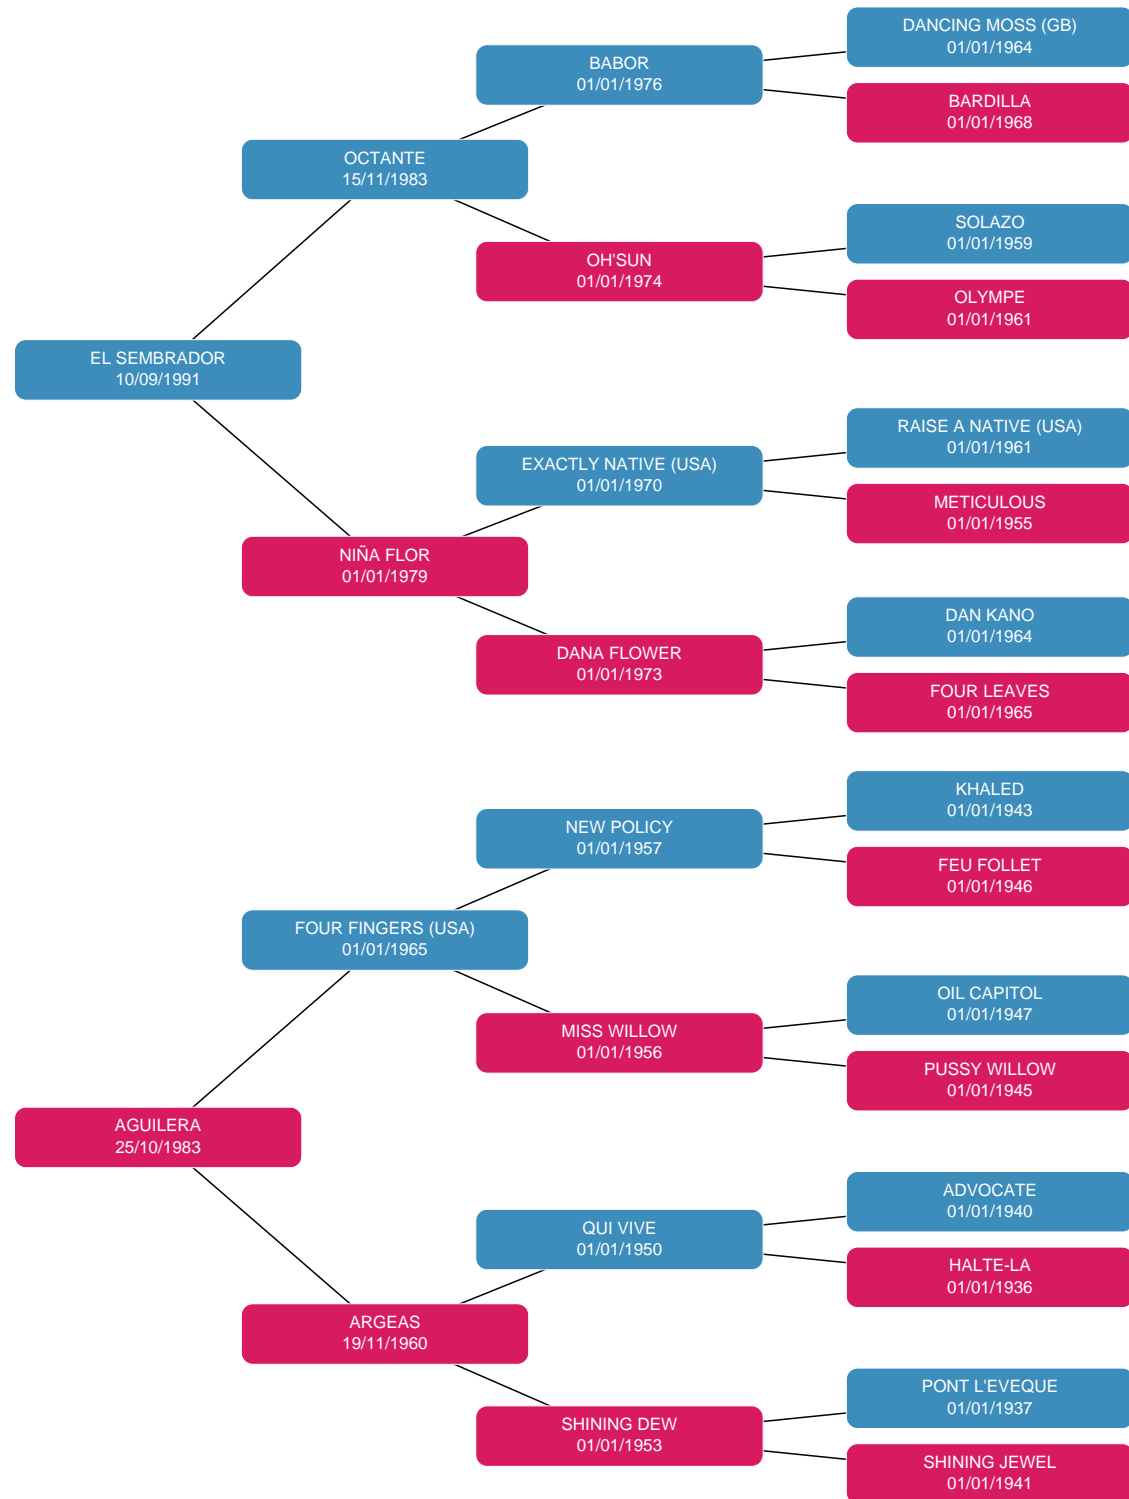 DANCING MOSS (GB)
01/01/1964
BABOR
01/01/1976
BARDILLA
01/01/1968
OCTANTE
15/11/1983
SOLAZO
01/01/1959
OH'SUN
01/01/1974
OLYMPE
01/01/1961
EL SEMBRADOR
10/09/1991
RAISE A NATIVE (USA)
01/01/1961
EXACTLY NATIVE (USA)
01/01/1970
METICULOUS
01/01/1955
NIÑA FLOR
01/01/1979
DAN KANO
01/01/1964
DANA FLOWER
01/01/1973
FOUR LEAVES
01/01/1965
KHALED
01/01/1943
NEW POLICY
01/01/1957
FEU FOLLET
01/01/1946
FOUR FINGERS (USA)
01/01/1965
OIL CAPITOL
01/01/1947
MISS WILLOW
01/01/1956
PUSSY WILLOW
01/01/1945
AGUILERA
25/10/1983
ADVOCATE
01/01/1940
QUI VIVE
01/01/1950
HALTE-LA
01/01/1936
ARGEAS
19/11/1960
PONT L'EVEQUE
01/01/1937
SHINING DEW
01/01/1953
SHINING JEWEL
01/01/1941